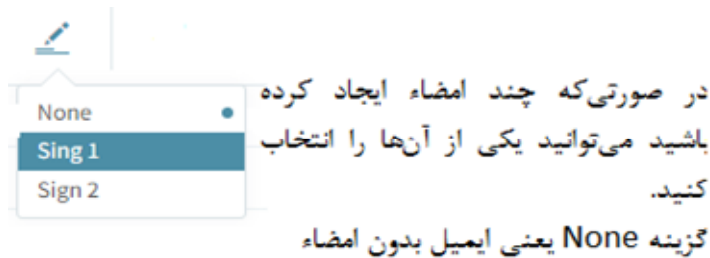 None
Sing 1
Sign 2
در صورتی‌که چند امضاء ایجاد کرده
باشید می‌توانید یکی از آن‌ها را انتخاب
کنید.
گزینه None یعنی ایمیل بدون امضاء